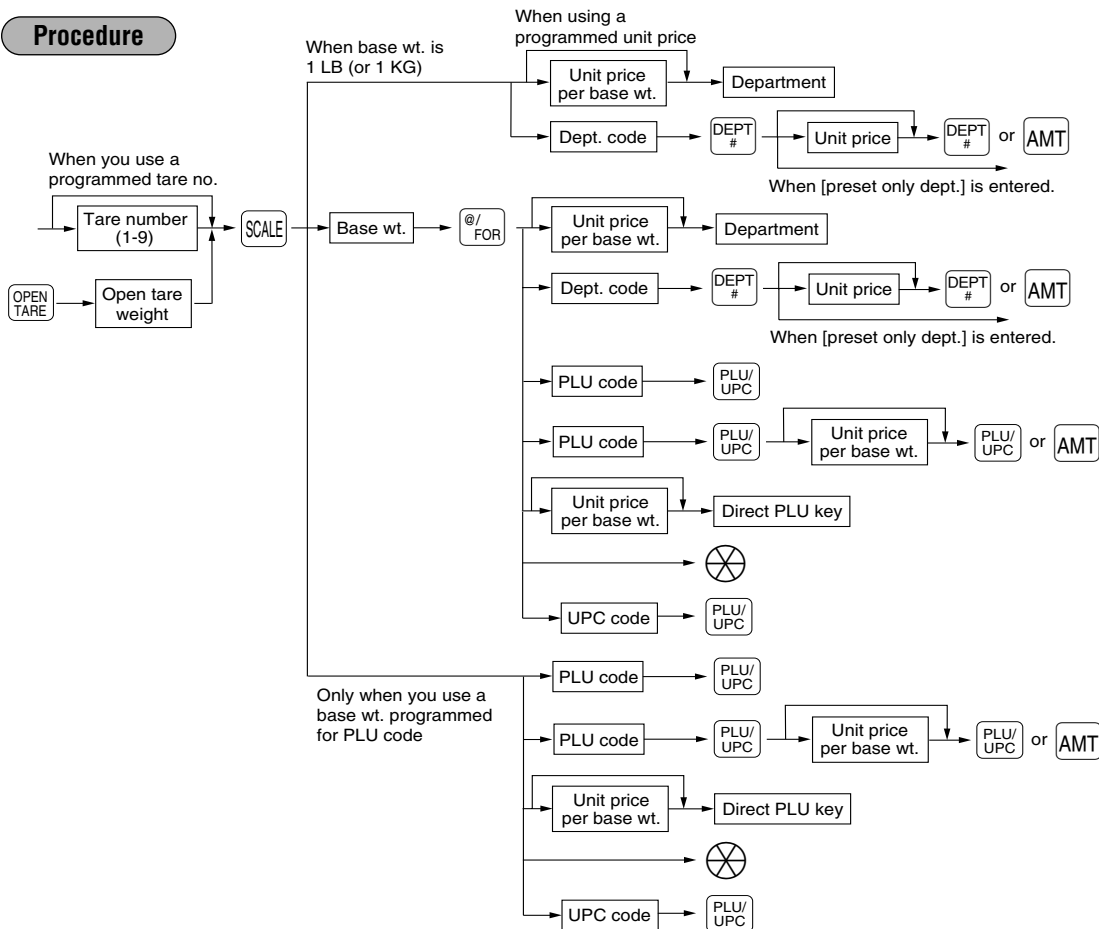 Procedure
When using a
programmed unit price
When base wt. is
1 LB (or 1 KG)
Unit price
per base wt.
Department
Dept. code
DEPT
#
Unit price
DEPT
#
or
AMT
When [preset only dept.] is entered.
When you use a
programmed tare no.
Tare number
(1-9)
SCALE
OPEN
TARE
Open tare
weight
Base wt.
@/
FOR
Unit price
per base wt.
Department
Dept. code
DEPT
#
Unit price
DEPT
#
or
AMT
When [preset only dept.] is entered.
PLU code
PLU/
UPC
PLU code
PLU/
UPC
Unit price
per base wt.
PLU/
UPC
or
AMT
Unit price
per base wt.
Direct PLU key
UPC code
PLU/
UPC
Only when you use a
base wt. programmed
for PLU code
PLU code
PLU/
UPC
PLU code
PLU/
UPC
Unit price
per base wt.
PLU/
UPC
or
AMT
Unit price
per base wt.
Direct PLU key
UPC code
PLU/
UPC